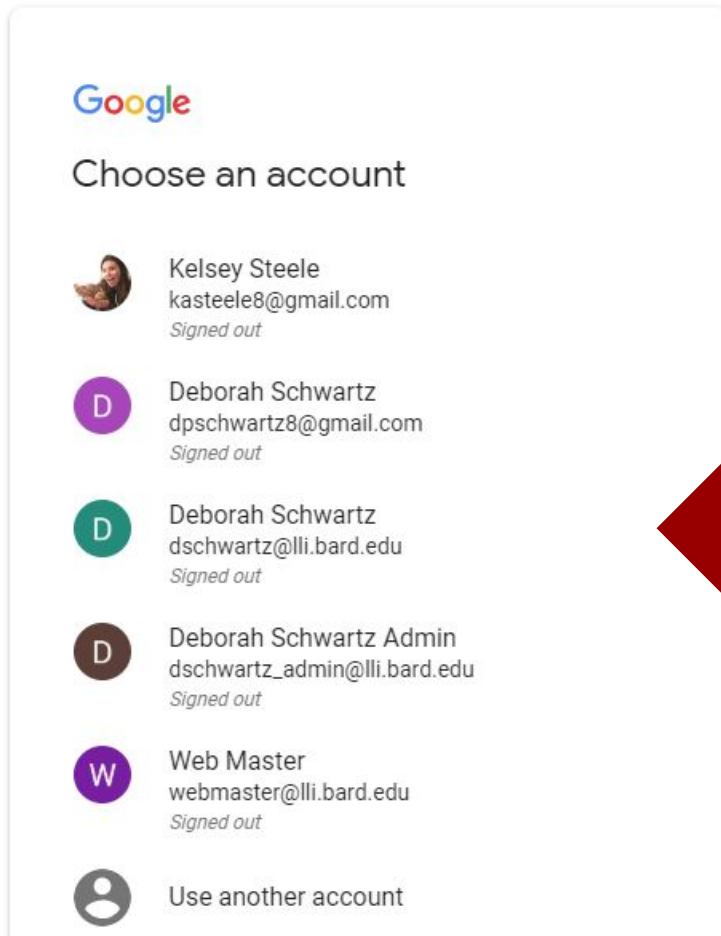 Google
Choose an account
Kelsey Steele
kasteele8@gmail.com
Signed out
D
Deborah Schwartz
dpschwartz8@gmail.com
Signed out
D
Deborah Schwartz
dschwartz@lli.bard.edu
Signed out
D
Deborah Schwartz Admin
dschwartz_admin@lli.bard.edu
Signed out
W
Web Master
webmaster@lli.bard.edu
Signed out
Use another account